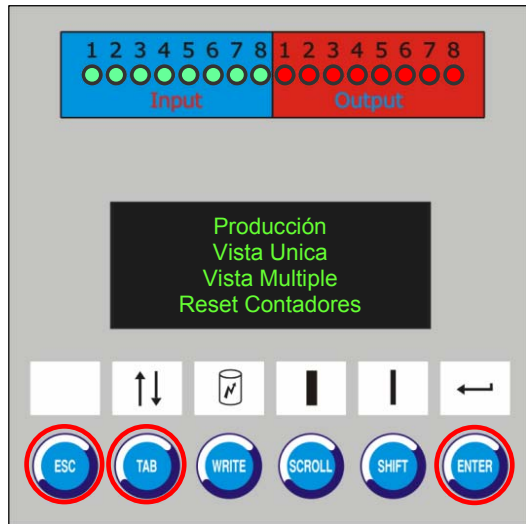 1 2 3 4 5 6 7 8 1 2 3 4 5 6 7 8
Input Output
Producción
Vista Unica
Vista Multiple
Reset Contadores
ESC TAB WRITE SCROLL SHIFT ENTER